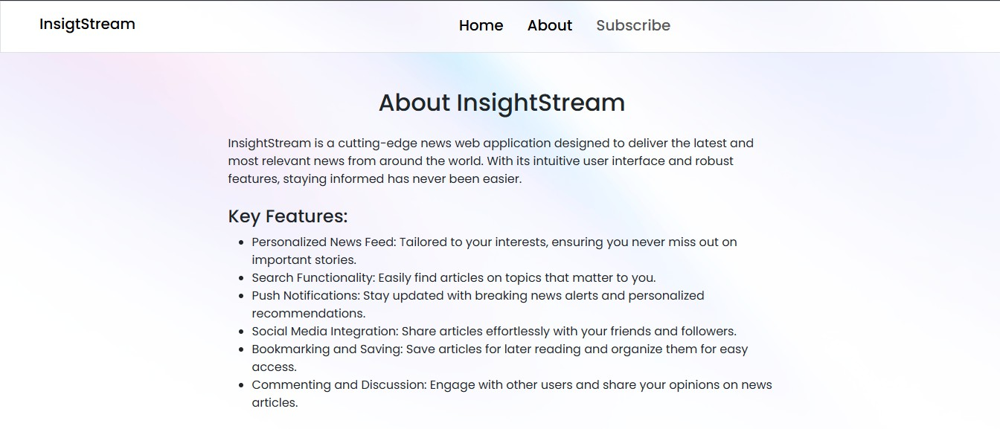 InsigtStream
Home About Subscribe
About InsightStream
InsightStream is a cutting-edge news web application designed to deliver the latest and
most relevant news from around the world. With its intuitive user interface and robust
features, staying informed has never been easier.
Key Features:
• Personalized News Feed: Tailored to your interests, ensuring you never miss out on
important stories.
• Search Functionality: Easily find articles on topics that matter to you.
• Push Notifications: Stay updated with breaking news alerts and personalized
recommendations.
• Social Media Integration: Share articles effortlessly with your friends and followers.
• Bookmarking and Saving: Save articles for later reading and organize them for easy
access.
• Commenting and Discussion: Engage with other users and share your opinions on news
articles.